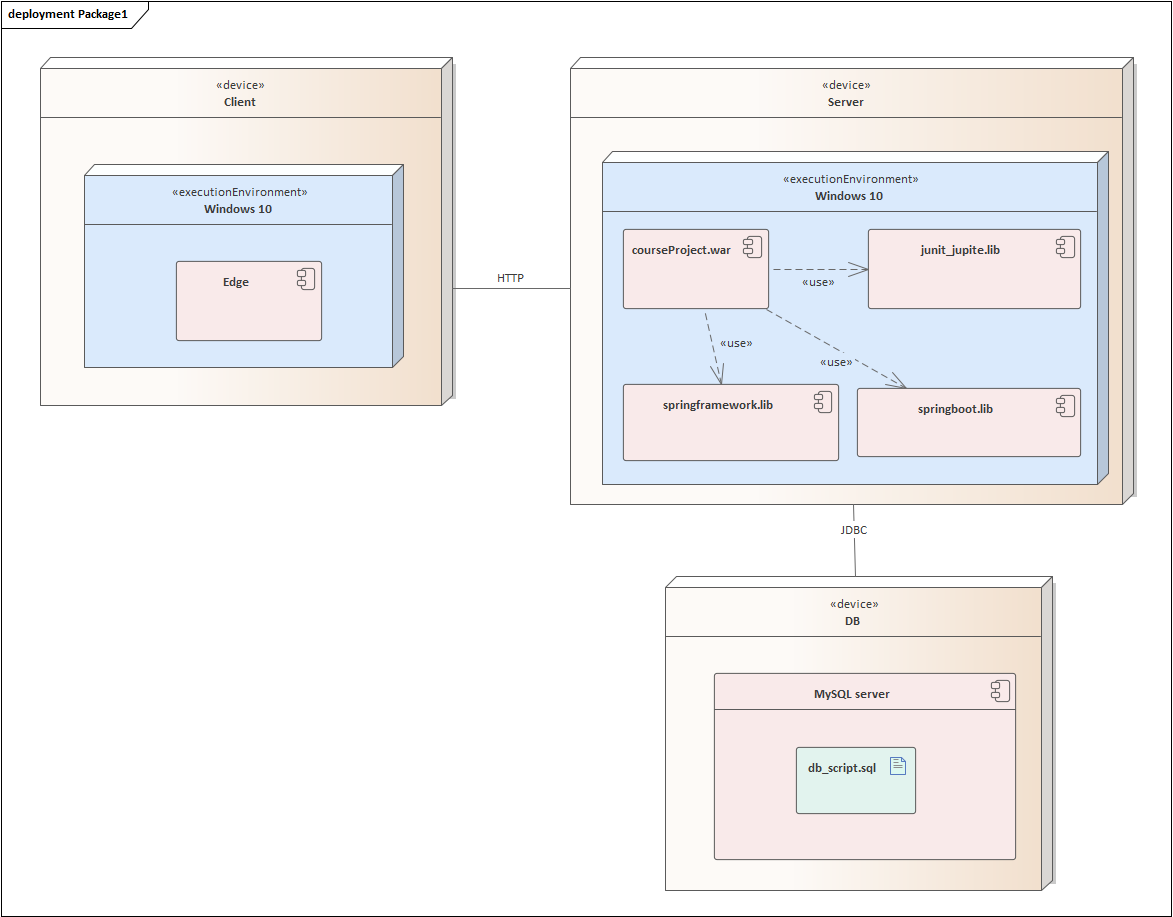 deployment Package1
«device»
Client
«executionEnvironment»
Windows 10
Edge
HTTP
«device»
Server
«executionEnvironment»
Windows 10
courseProject.war
junit_jupite.lib
«use»
«use»
«use»
springframework.lib
springboot.lib
JDBC
«device»
DB
MySQL server
db_script.sql